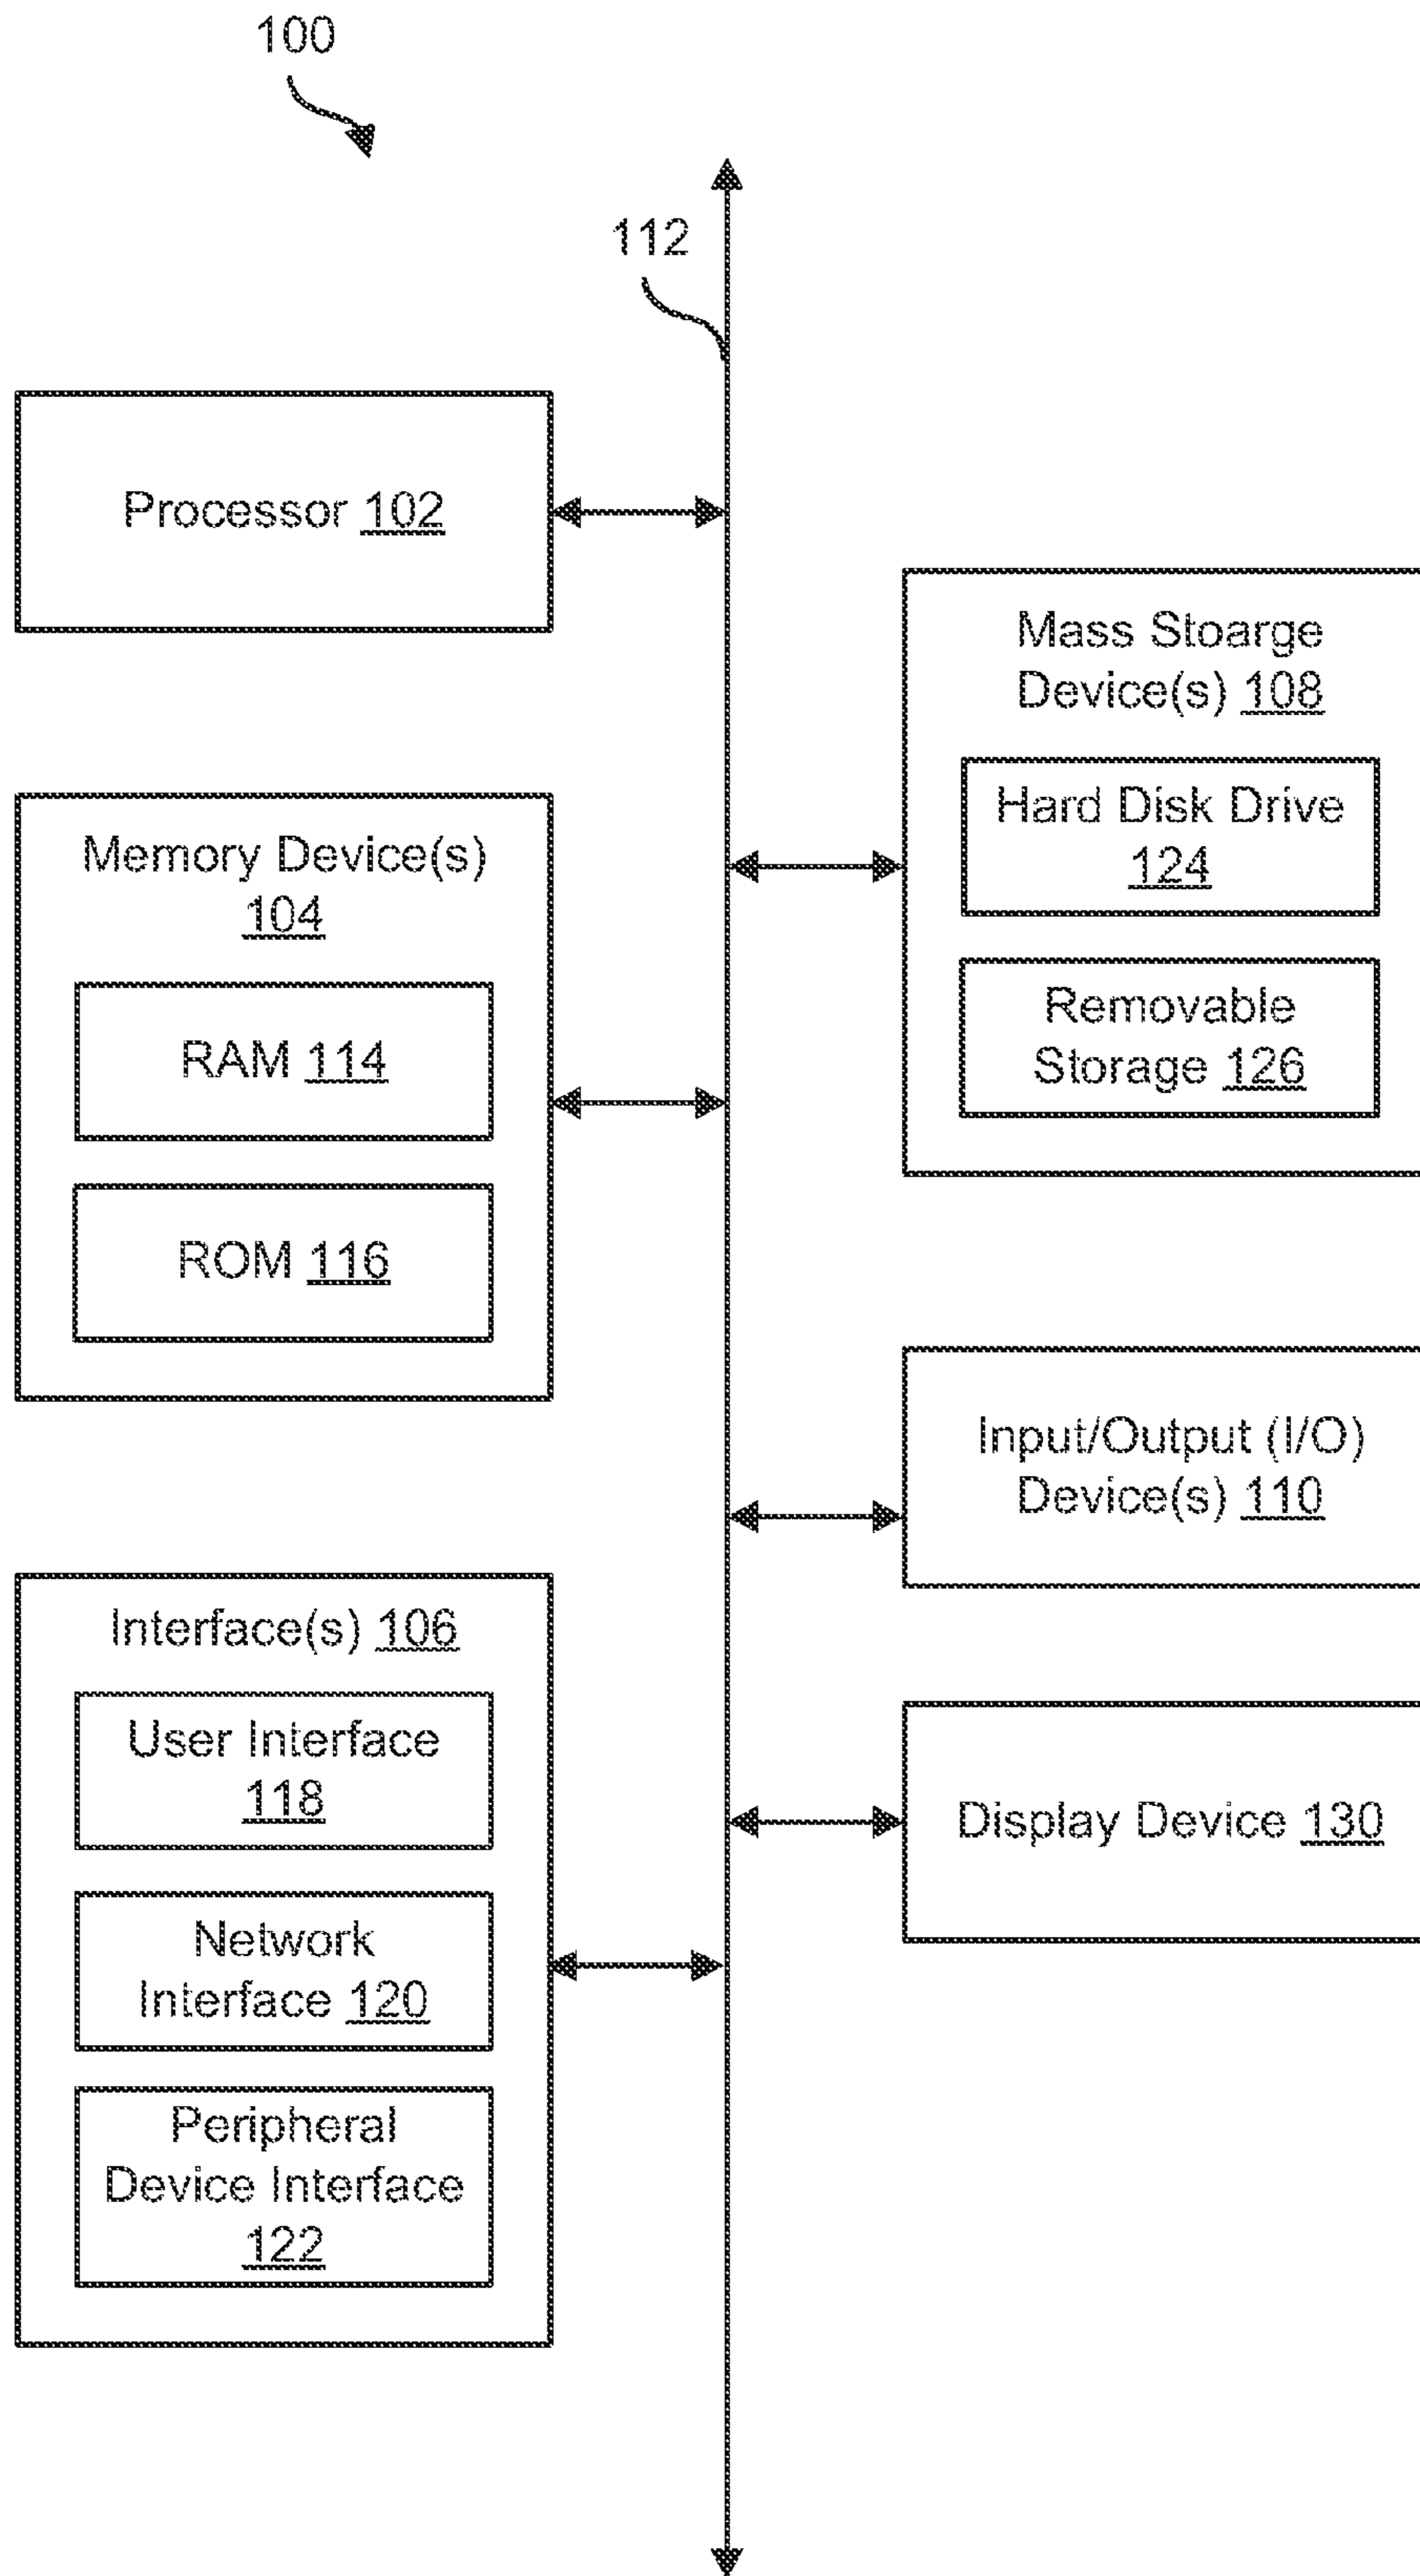 100
112
Processor 102
Memory Device(s)
104
RAM 114
ROM 116
Interface(s) 106
User Interface
118
Network
Interface 120
Peripheral
Device Interface
122
Mass Stoarge
Device(s) 108
Hard Disk Drive
124
Removable
Storage 126
Input/Output (I/O)
Device(s) 110
Display Device 130